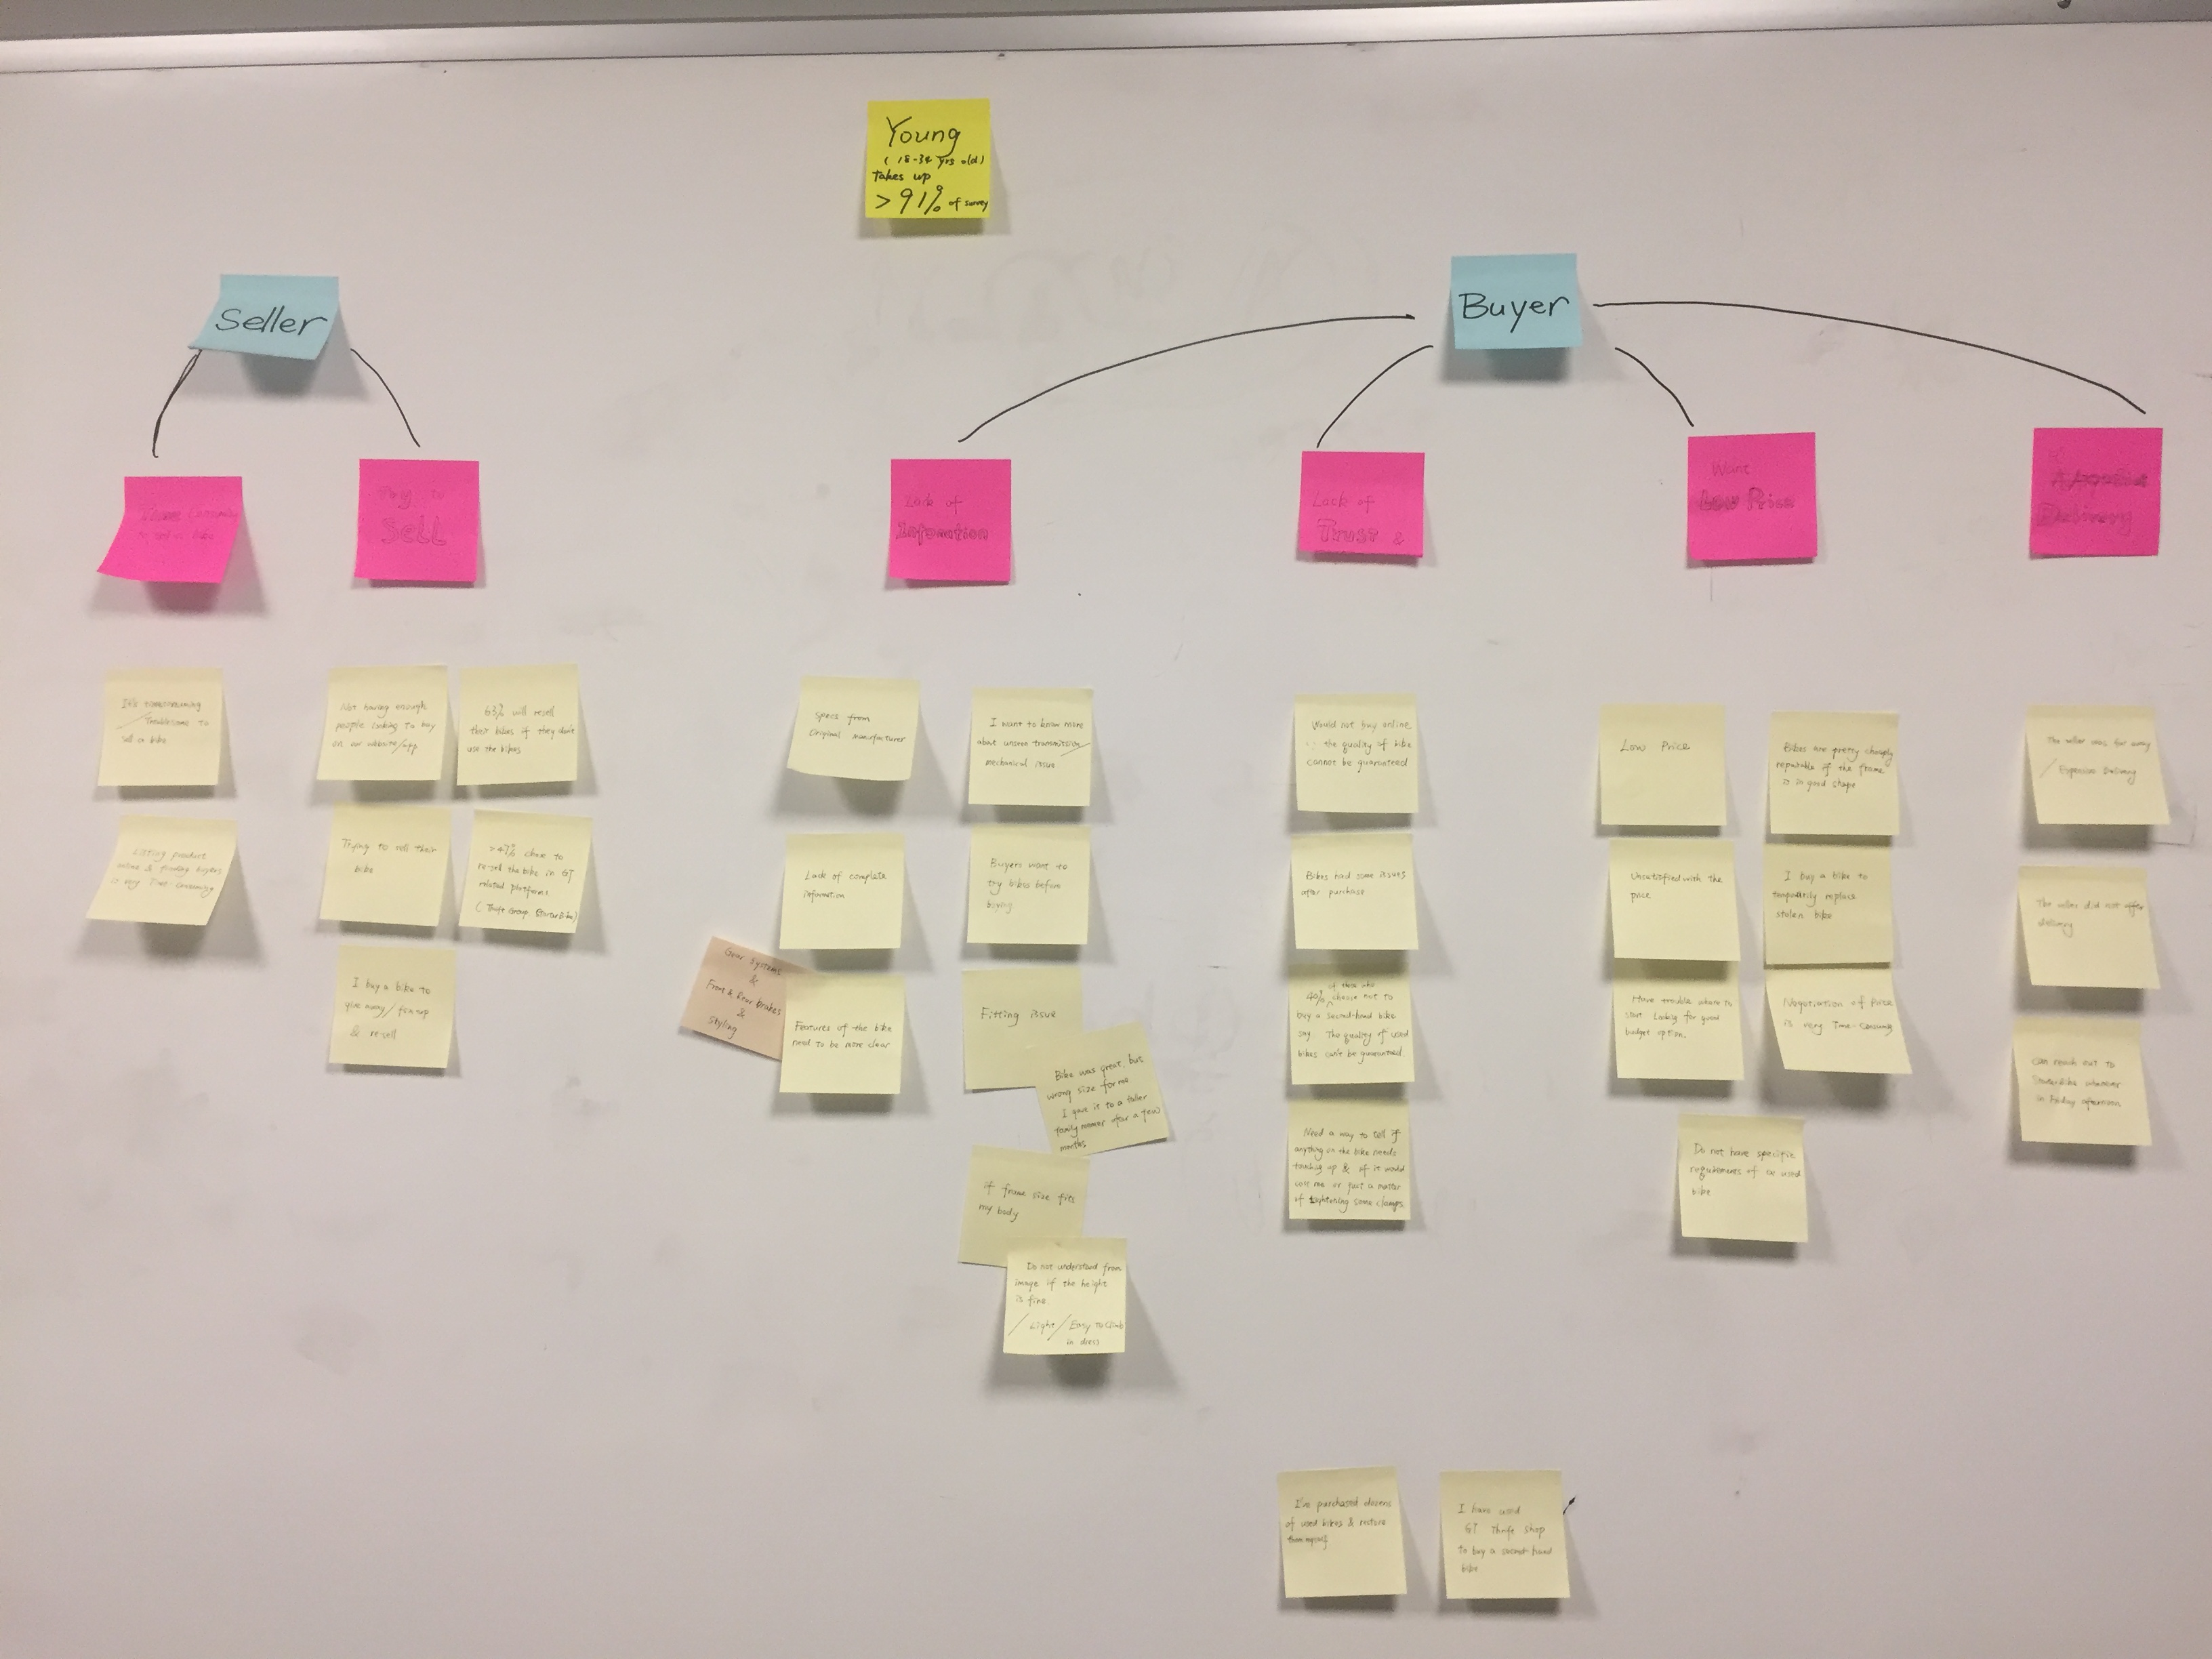 Young
(18-34 yrs old)
takes up
>91% of survey
Seller
Buyer
Try to
SELL
Lack of
Infomation
Lack of
TRUST &
Want
Low Price
Delivery
It's timeconsuming
/Troublesome to
sell a bike
Listing product
online & finding buyers
is very Time-consuming
Not having enough
people looking to buy
on our website/app
63% will resell
their bikes if they don't
use the bikes
Trying to sell their
bike
>47% chose to
re-sell the bike in GT
related platforms
(Thrift Group, StarterBike)
I buy a bike to
give away/fix up
& re-sell
Specs from
Original manufacturer
I want to know more
about unseen transmission/
mechanical issue
Lack of complete
information
Buyers want to
try bikes before
buying
Gear systems
&
Front & Rear brakes
&
Styling
Features of the bike
need to be more clear
Fitting issue
Bike was great, but
wrong size for me
I gave it to a taller
family member after a few
months
if frame size fits
my body
Do not understand from
image if the height
is fine
/Light/Easy to climb
in dress
Would not buy online
∵ the quality of bike
cannot be guaranteed
Bikes had some issues
after purchase
40% of those who choose not to
buy a second-hand bike
say The quality of used
bikes can't be guaranteed
Need a way to tell if
anything on the bike needs
touching up & if it would
cost me or just a matter
of tightening some clamps.
Low Price
Bikes are pretty cheaply
repairable if the frame
is in good shape
Unsatisfied with the
price
I buy a bike to
temporarily replace
stolen bike
Have trouble where to
start Looking for good
budget option.
Negotiation of Price
is very Time-consuming
Do not have specific
requirements of used
bike
The seller was far away
/Expensive Delivery
The seller did not offer
delivery
Can reach out to
StarterBike whenever
in Friday afternoon
I've purchased dozens
of used bikes & restore
them myself
I have used
GT Thrift Shop
to buy a second-hand
bike